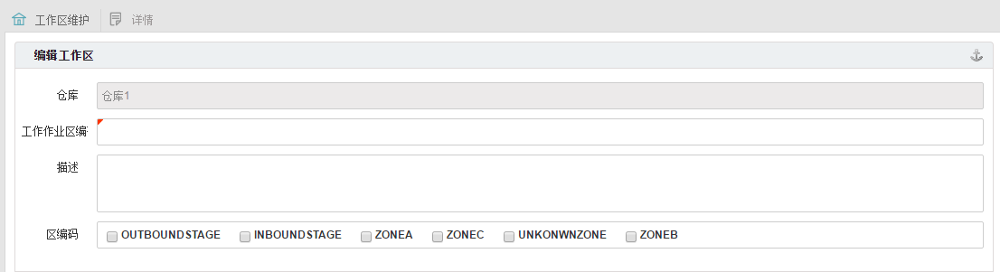 工作区维护 详情
编辑工作区
仓库 仓库1
工作作业区编
描述
区编码 OUTBOUNDSTAGE INBOUNDSTAGE ZONEA ZONEC UNKONWNZONE ZONEB